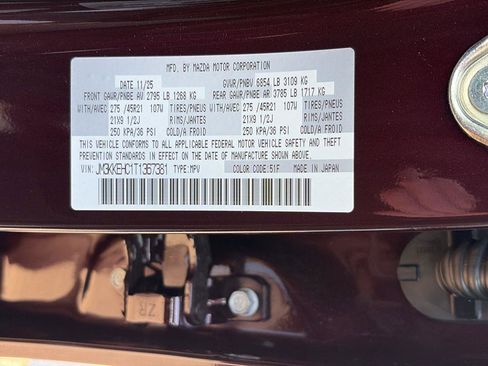 MFD. BY MAZDA MOTOR CORPORATION
DATE 11/25 GVWR/PNBV 6854 LB 3109 KG
FRONT GAWR/PNBE AV 2795 LB 1268 KG REAR GAWR/PNBE AR 3785 LB 1717 KG
WITH/AVEC 275 /45R21 107W TIRES/PNEUS WITH/AVEC 275 /45R21 107W TIRES/PNEUS
21X9 1/2J RIMS/JANTES 21X9 1/2J RIMS/JANTES
250 KPA/36 PSI COLD/A FROID 250 KPA/36 PSI COLD/A FROID
THIS VEHICLE CONFORMS TO ALL APPLICABLE FEDERAL MOTOR VEHICLE SAFETY
AND THEFT PREVENTION STANDARDS IN EFFECT ON THE DATE OF MANUFACTURE
SHOWN ABOVE.
VIN: JM3KKEHC1T1367381 TYPE:MPV COLOR CODE:51F MADE IN JAPAN
ZR